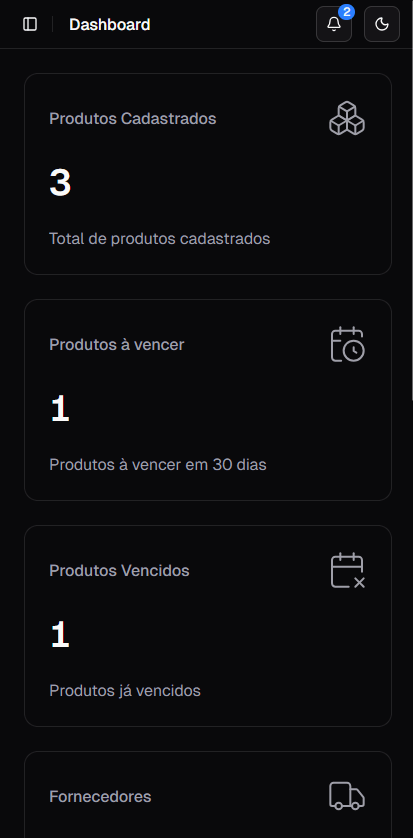 Dashboard
2
Produtos Cadastrados
3
Total de produtos cadastrados
Produtos à vencer
1
Produtos à vencer em 30 dias
Produtos Vencidos
1
Produtos já vencidos
Fornecedores